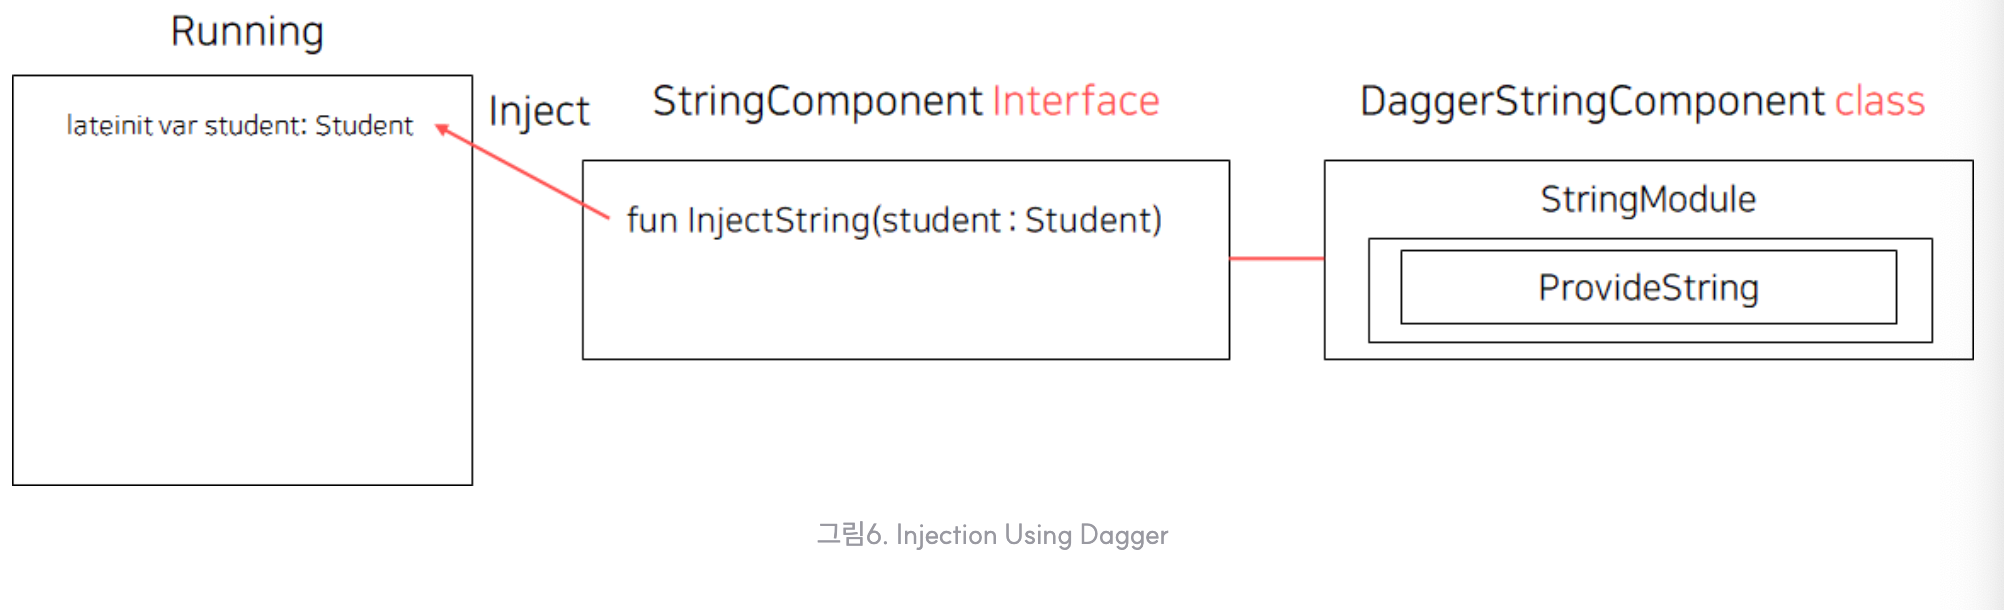 Running
lateinit var student: Student
Inject
StringComponent Interface
fun InjectString(student : Student)
DaggerStringComponent class
StringModule
ProvideString
그림6. Injection Using Dagger